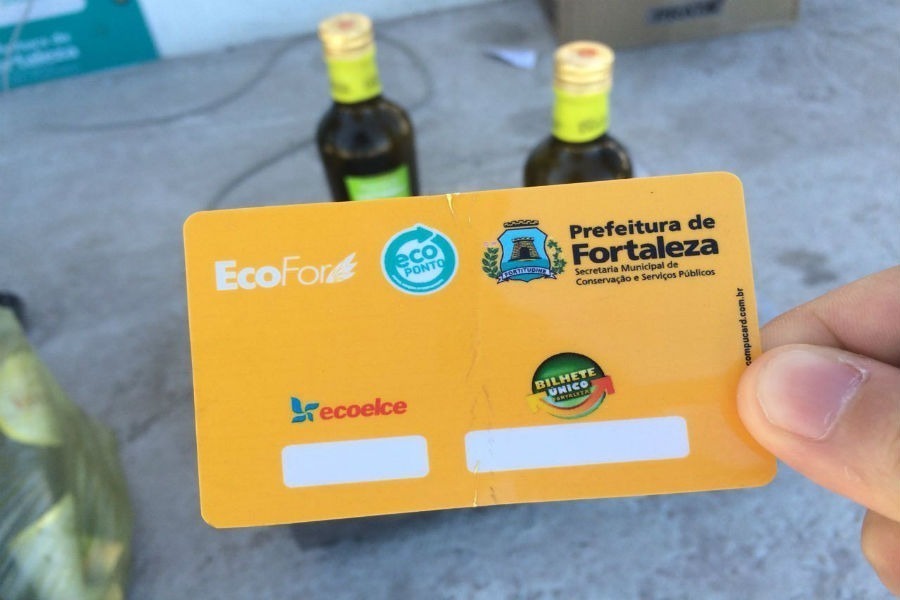 EcoFor
eco
PONTO
FORTITUDINE
Prefeitura de
Fortaleza
Secretaria Municipal de
Conservação e Serviços Públicos
compucard.com.br
ecoelce
BILHETE
ÚNICO
FORTALEZA